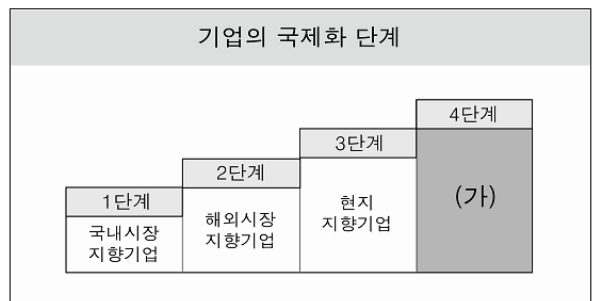 기업의 국제화 단계
1단계
국내시장
지향기업
2단계
해외시장
지향기업
3단계
현지
지향기업
4단계
(가)